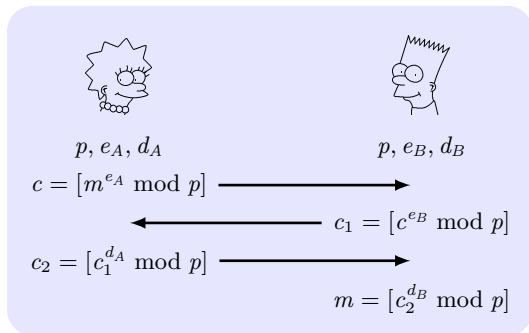 p, e_A, d_A p, e_B, d_B
c = [m^{e_A} mod p]
c_1 = [c^{e_B} mod p]
c_2 = [c_1^{d_A} mod p]
m = [c_2^{d_B} mod p]